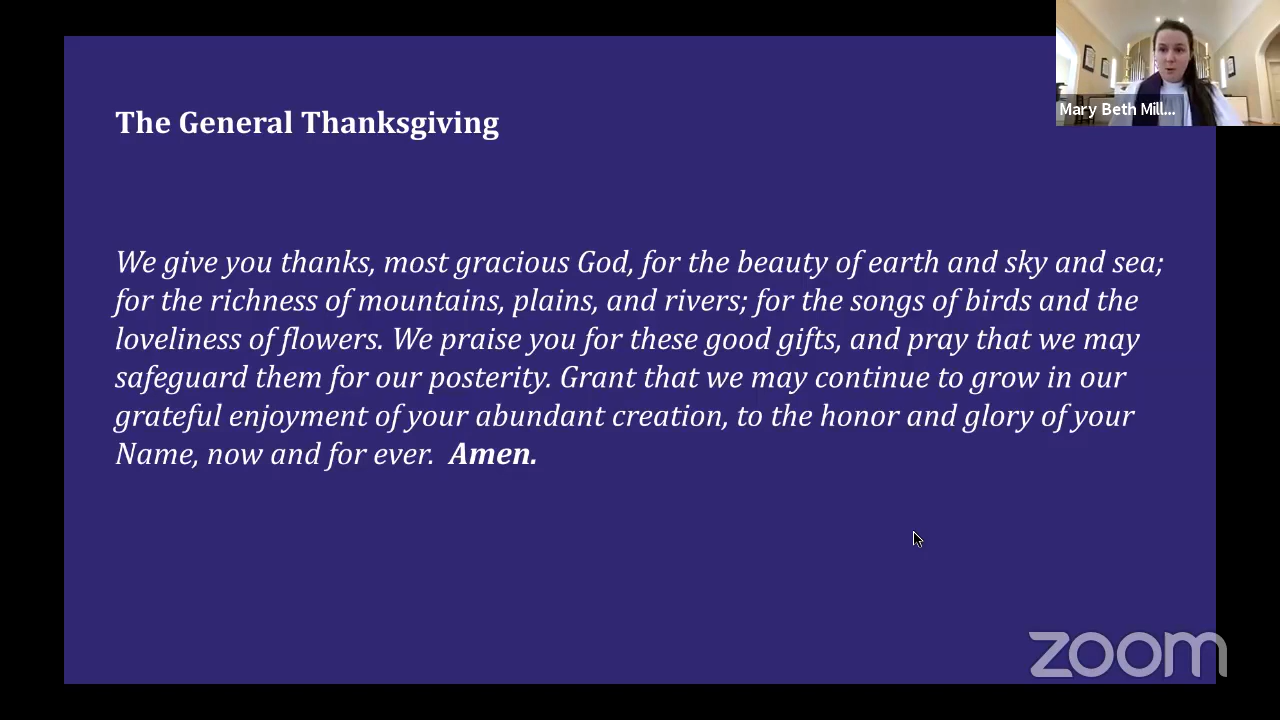 The General Thanksgiving
Mary Beth Mill...
We give you thanks, most gracious God, for the beauty of earth and sky and sea;
for the richness of mountains, plains, and rivers; for the songs of birds and the
loveliness of flowers. We praise you for these good gifts, and pray that we may
safeguard them for our posterity. Grant that we may continue to grow in our
grateful enjoyment of your abundant creation, to the honor and glory of your
Name, now and for ever. Amen.
zoom